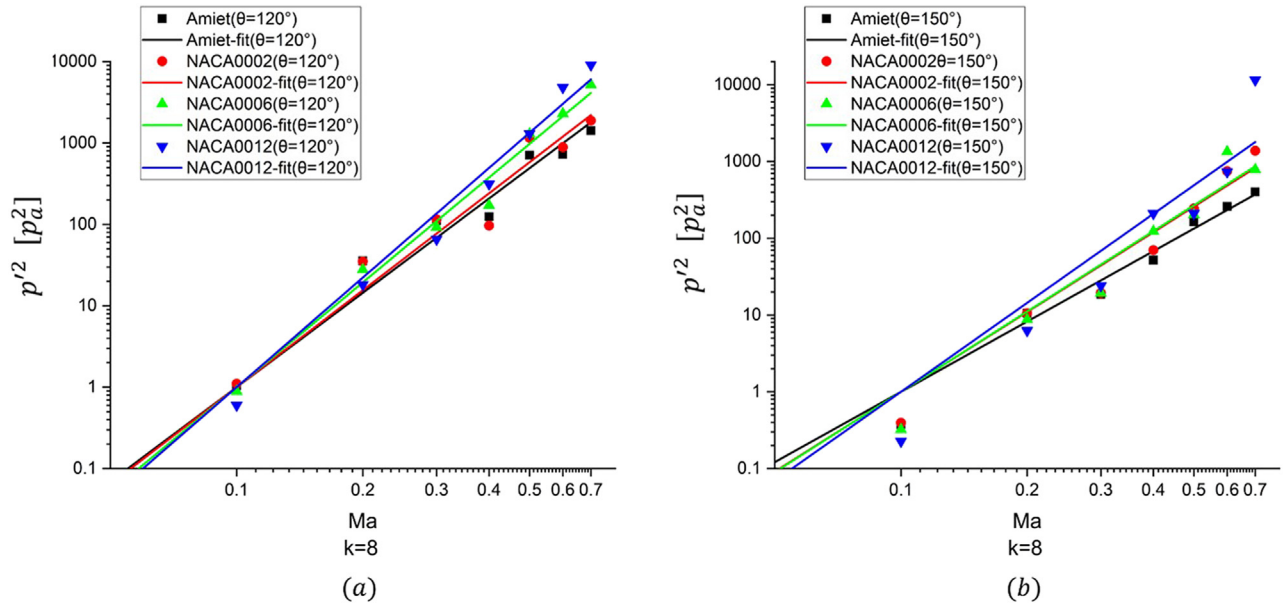 Amiet(θ=120°)
Amiet-fit(θ=120°)
NACA0002(θ=120°)
NACA0002-fit(θ=120°)
NACA0006(θ=120°)
NACA0006-fit(θ=120°)
NACA0012(θ=120°)
NACA0012-fit(θ=120°)
10000
1000
100
10
1
0.1
p′² [pₐ²]
0.1 0.2 0.3 0.4 0.5 0.6 0.7
Ma
k=8
(a)
Amiet(θ=150°)
Amiet-fit(θ=150°)
NACA0002θ=150°)
NACA0002-fit(θ=150°)
NACA0006(θ=150°)
NACA0006-fit(θ=150°)
NACA0012(θ=150°)
NACA0012-fit(θ=150°)
10000
1000
100
10
1
0.1
p′² [pₐ²]
0.1 0.2 0.3 0.4 0.5 0.6 0.7
Ma
k=8
(b)